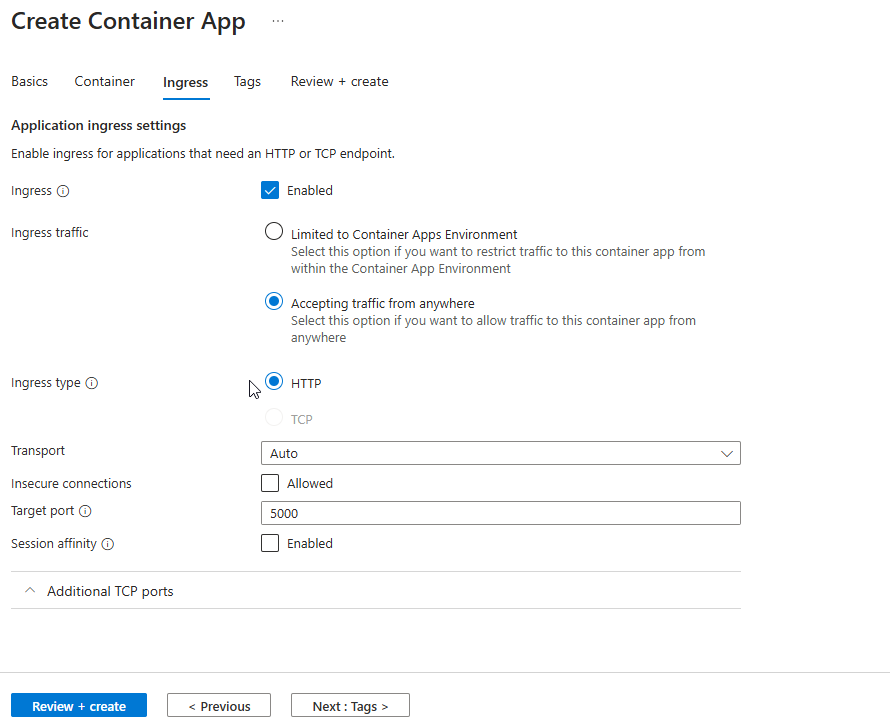 Create Container App ...
Basics Container Ingress Tags Review + create
Application ingress settings
Enable ingress for applications that need an HTTP or TCP endpoint.
Ingress Enabled
Ingress traffic Limited to Container Apps Environment
Select this option if you want to restrict traffic to this container app from
within the Container App Environment
Accepting traffic from anywhere
Select this option if you want to allow traffic to this container app from
anywhere
Ingress type HTTP
TCP
Transport Auto
Insecure connections Allowed
Target port 5000
Session affinity Enabled
Additional TCP ports
Review + create < Previous Next : Tags >